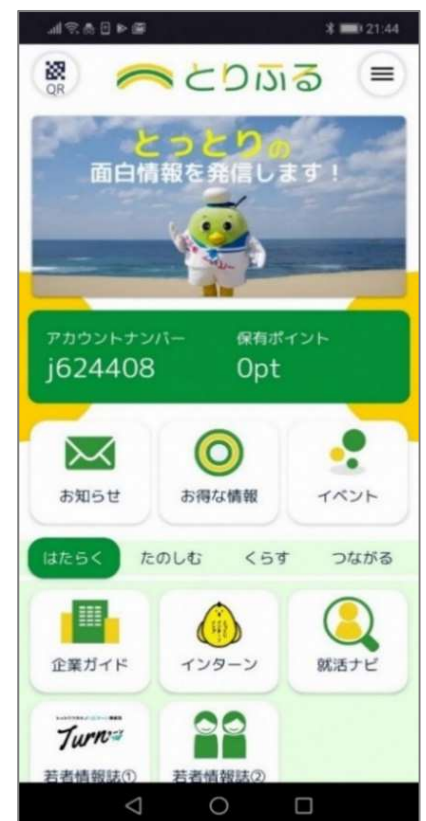 21:44
QR
とりふる
とっとりの
面白情報を発信します！
アカウントナンバー
保有ポイント
j624408
0pt
お知らせ
お得な情報
イベント
はたらく
たのしむ
くらす
つながる
企業ガイド
インターン
就活ナビ
Turn
若者情報誌①
若者情報誌②